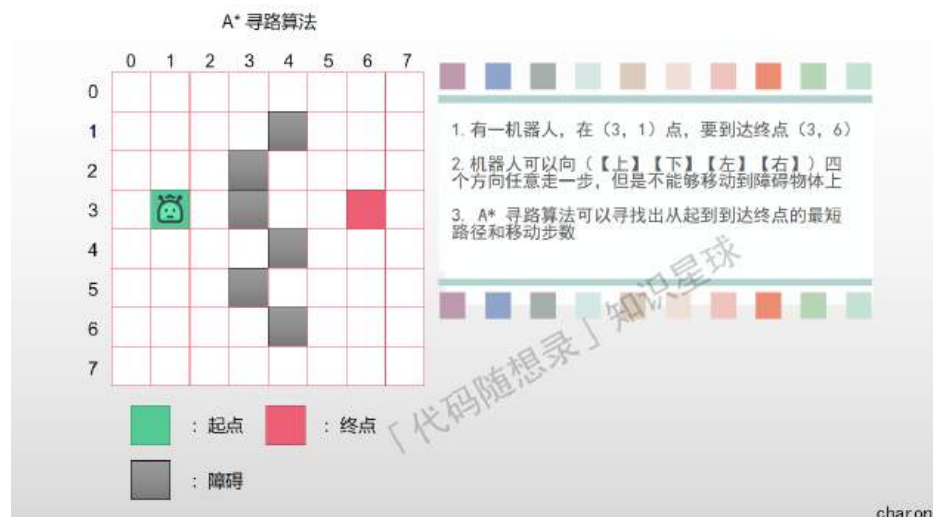 A* 寻路算法
0 1 2 3 4 5 6 7
0
1
2
3
4
5
6
7
1. 有一机器人，在（3, 1）点，要到达终点（3, 6）
2. 机器人可以向（【上】【下】【左】【右】）四
个方向任意走一步，但是不能够移动到障碍物体上
3. A* 寻路算法可以寻找出从起到到达终点的最短
路径和移动步数
「代码随想录」知识星球
：起点
：终点
：障碍
charon